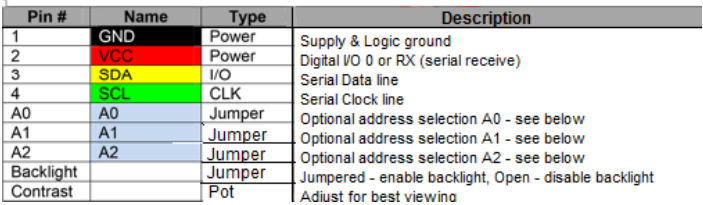 Pin # Name Type Description
1 GND Power Supply & Logic ground
2 VCC Power Digital I/O 0 or RX (serial receive)
3 SDA I/O Serial Data line
4 SCL CLK Serial Clock line
A0 A0 Jumper Optional address selection A0 - see below
A1 A1 Jumper Optional address selection A1 - see below
A2 A2 Jumper Optional address selection A2 - see below
Backlight Jumper Jumpered - enable backlight, Open - disable backlight
Contrast Pot Adjust for best viewing